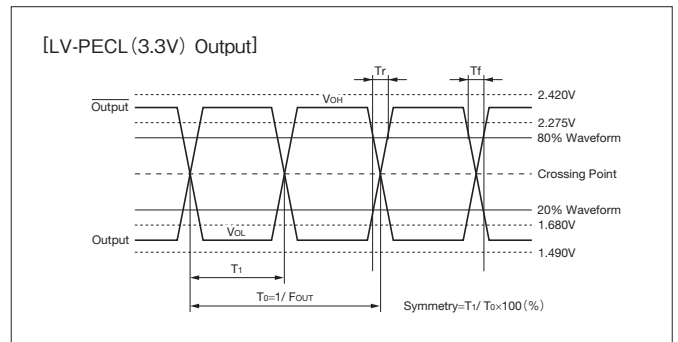 [LV-PECL(3.3V) Output]
Tr
Tf
2.420V
VOH
Output
2.275V
80% Waveform
Crossing Point
20% Waveform
1.680V
VOL
Output
1.490V
T1
T0=1/ FOUT
Symmetry=T1/ T0×100(%)